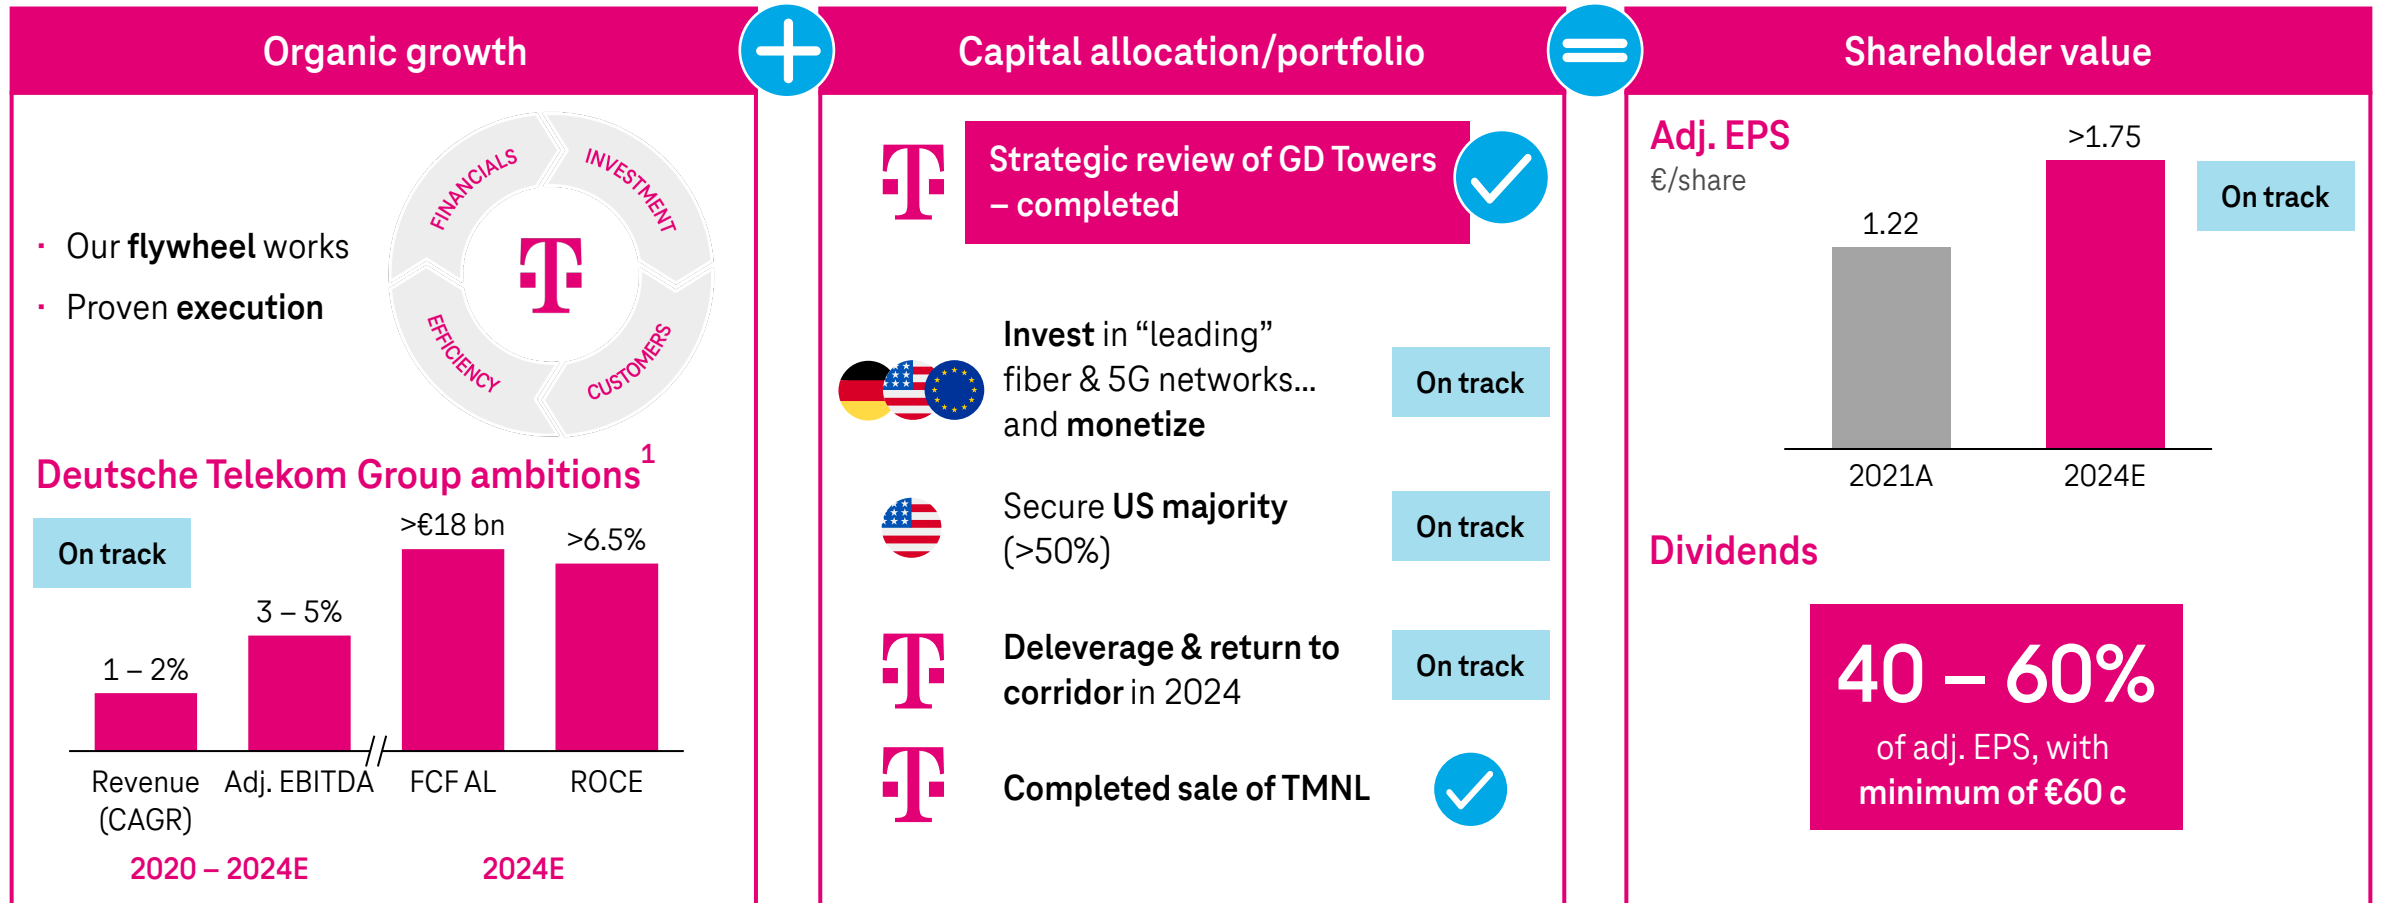 Organic growth
FINANCIALS
INVESTMENT
EFFICIENCY
CUSTOMERS
· Our flywheel works
· Proven execution
Deutsche Telekom Group ambitions1
On track
1 – 2%
3 – 5%
>€18 bn
>6.5%
Revenue
(CAGR)
Adj. EBITDA
FCF AL
ROCE
2020 – 2024E
2024E
Capital allocation/portfolio
T
Strategic review of GD Towers
– completed
Invest in “leading”
fiber & 5G networks...
and monetize
On track
Secure US majority
(>50%)
On track
T
Deleverage & return to
corridor in 2024
On track
T
Completed sale of TMNL
Shareholder value
Adj. EPS
€/share
1.22
>1.75
On track
2021A
2024E
Dividends
40 – 60%
of adj. EPS, with
minimum of €60 c